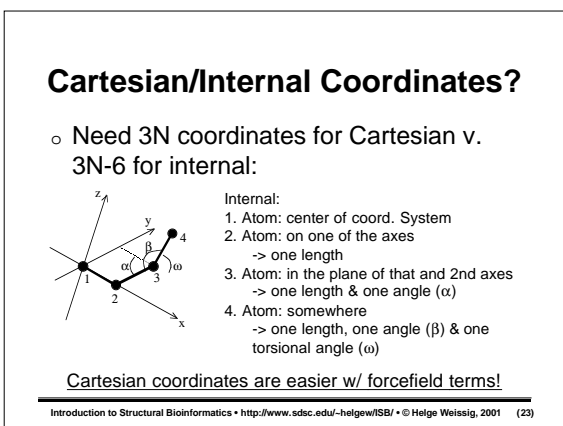 Cartesian/Internal Coordinates?
o Need 3N coordinates for Cartesian v.
3N-6 for internal:
z
y
4
β
α
ω
3
1
2
x
Internal:
1. Atom: center of coord. System
2. Atom: on one of the axes
-> one length
3. Atom: in the plane of that and 2nd axes
-> one length & one angle (α)
4. Atom: somewhere
-> one length, one angle (β) & one
torsional angle (ω)
Cartesian coordinates are easier w/ forcefield terms!
Introduction to Structural Bioinformatics • http://www.sdsc.edu/~helgew/ISB/ • © Helge Weissig, 2001 (23)